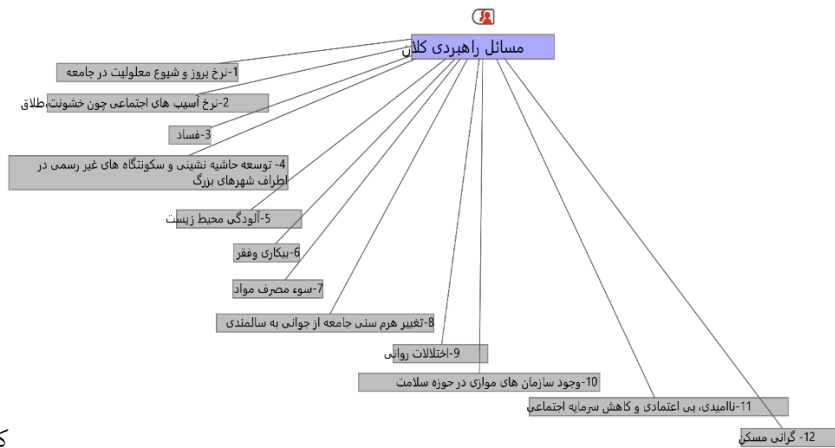 مسائل راهبردی کلان
1-نرخ بروز و شیوع معلولیت در جامعه
2-نرخ آسیب های اجتماعی چون خشونت،طلاق
3-فساد
4- توسعه حاشیه نشینی و سکونتگاه های غیر رسمی در
اطراف شهرهای بزرگ
5-آلودگی محیط زیست
6-بیکاری وفقر
7-سوء مصرف مواد
8-تغییر هرم سنی جامعه از جوانی به سالمندی
9-اختلالات روانی
10-وجود سازمان های موازی در حوزه سلامت
11-ناامیدی، بی اعتمادی و کاهش سرمایه اجتماعی
12- گرانی مسکن